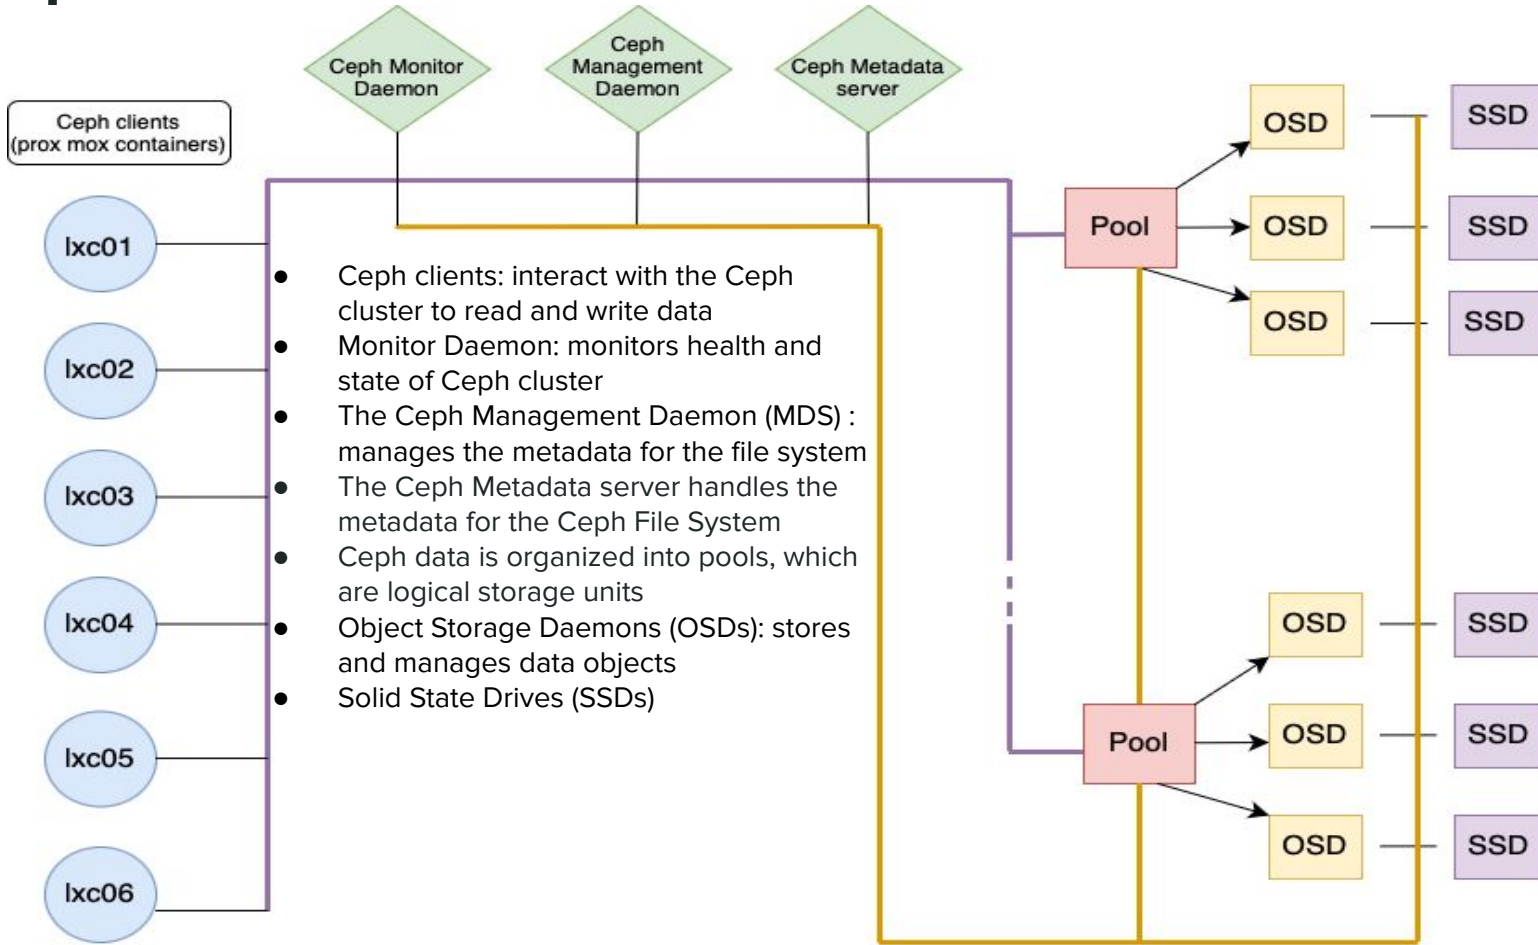 Ceph Monitor
Daemon
Ceph
Management
Daemon
Ceph Metadata
server
Ceph clients
(prox mox containers)
lxc01
lxc02
lxc03
lxc04
lxc05
lxc06
● Ceph clients: interact with the Ceph
cluster to read and write data
● Monitor Daemon: monitors health and
state of Ceph cluster
● The Ceph Management Daemon (MDS) :
manages the metadata for the file system
● The Ceph Metadata server handles the
metadata for the Ceph File System
● Ceph data is organized into pools, which
are logical storage units
● Object Storage Daemons (OSDs): stores
and manages data objects
● Solid State Drives (SSDs)
Pool
OSD
SSD
OSD
SSD
OSD
SSD
Pool
OSD
SSD
OSD
SSD
OSD
SSD